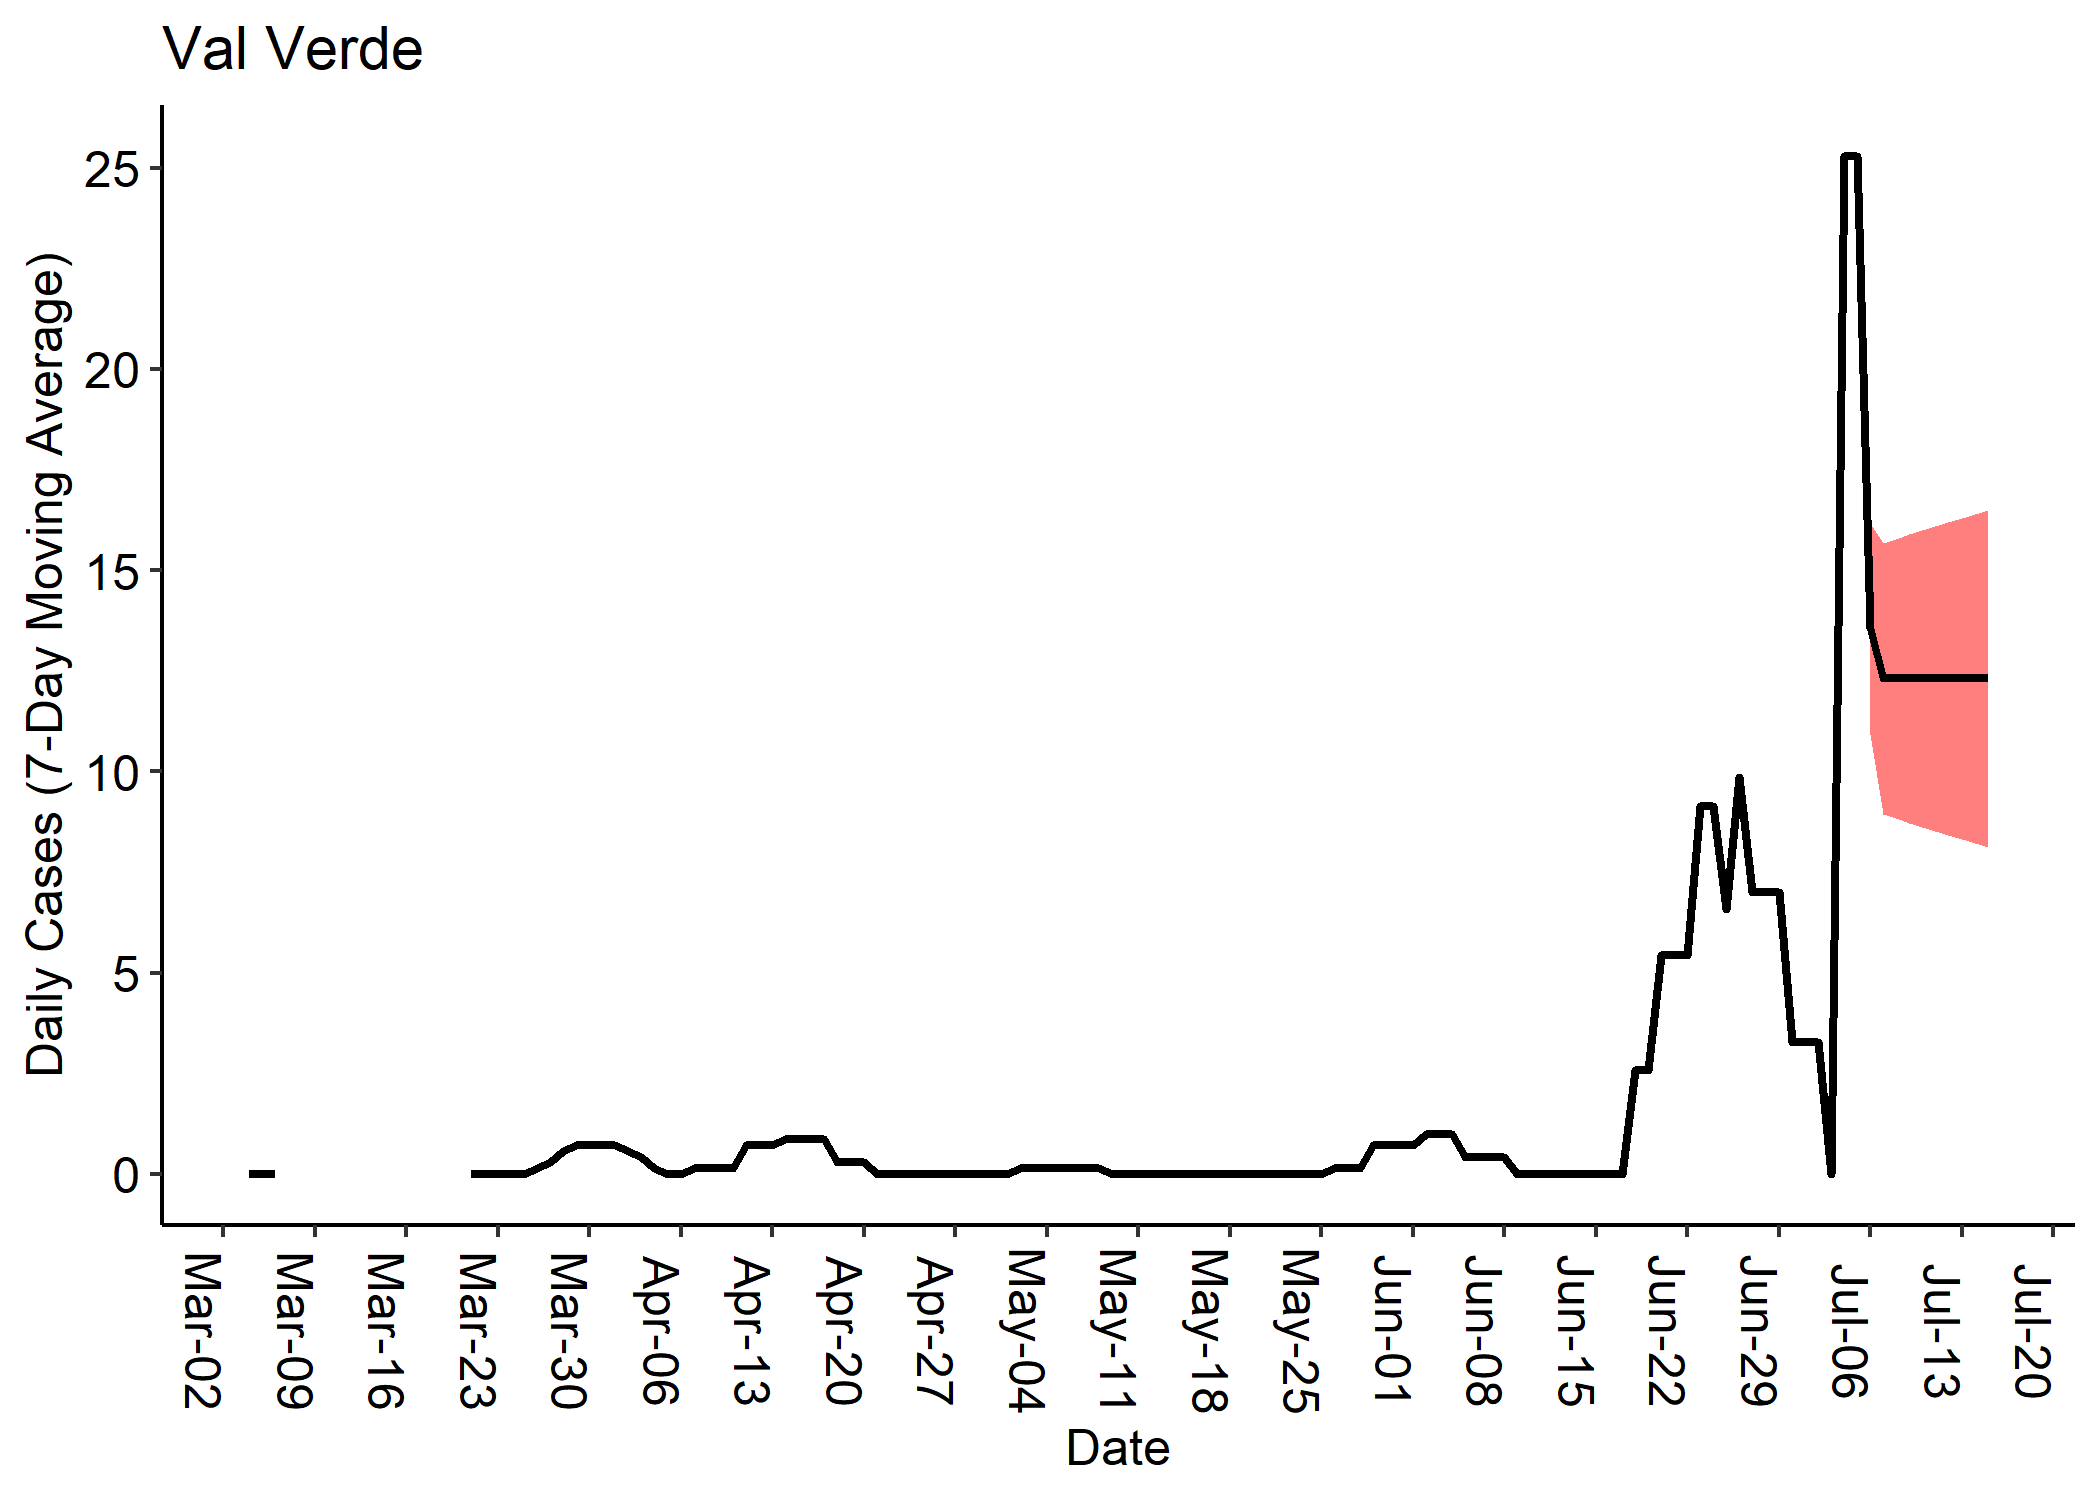 Val Verde
Daily Cases (7-Day Moving Average)
25
20
15
10
5
0
Mar-02
Mar-09
Mar-16
Mar-23
Mar-30
Apr-06
Apr-13
Apr-20
Apr-27
May-04
May-11
May-18
May-25
Jun-01
Jun-08
Jun-15
Jun-22
Jun-29
Jul-06
Jul-13
Jul-20
Date